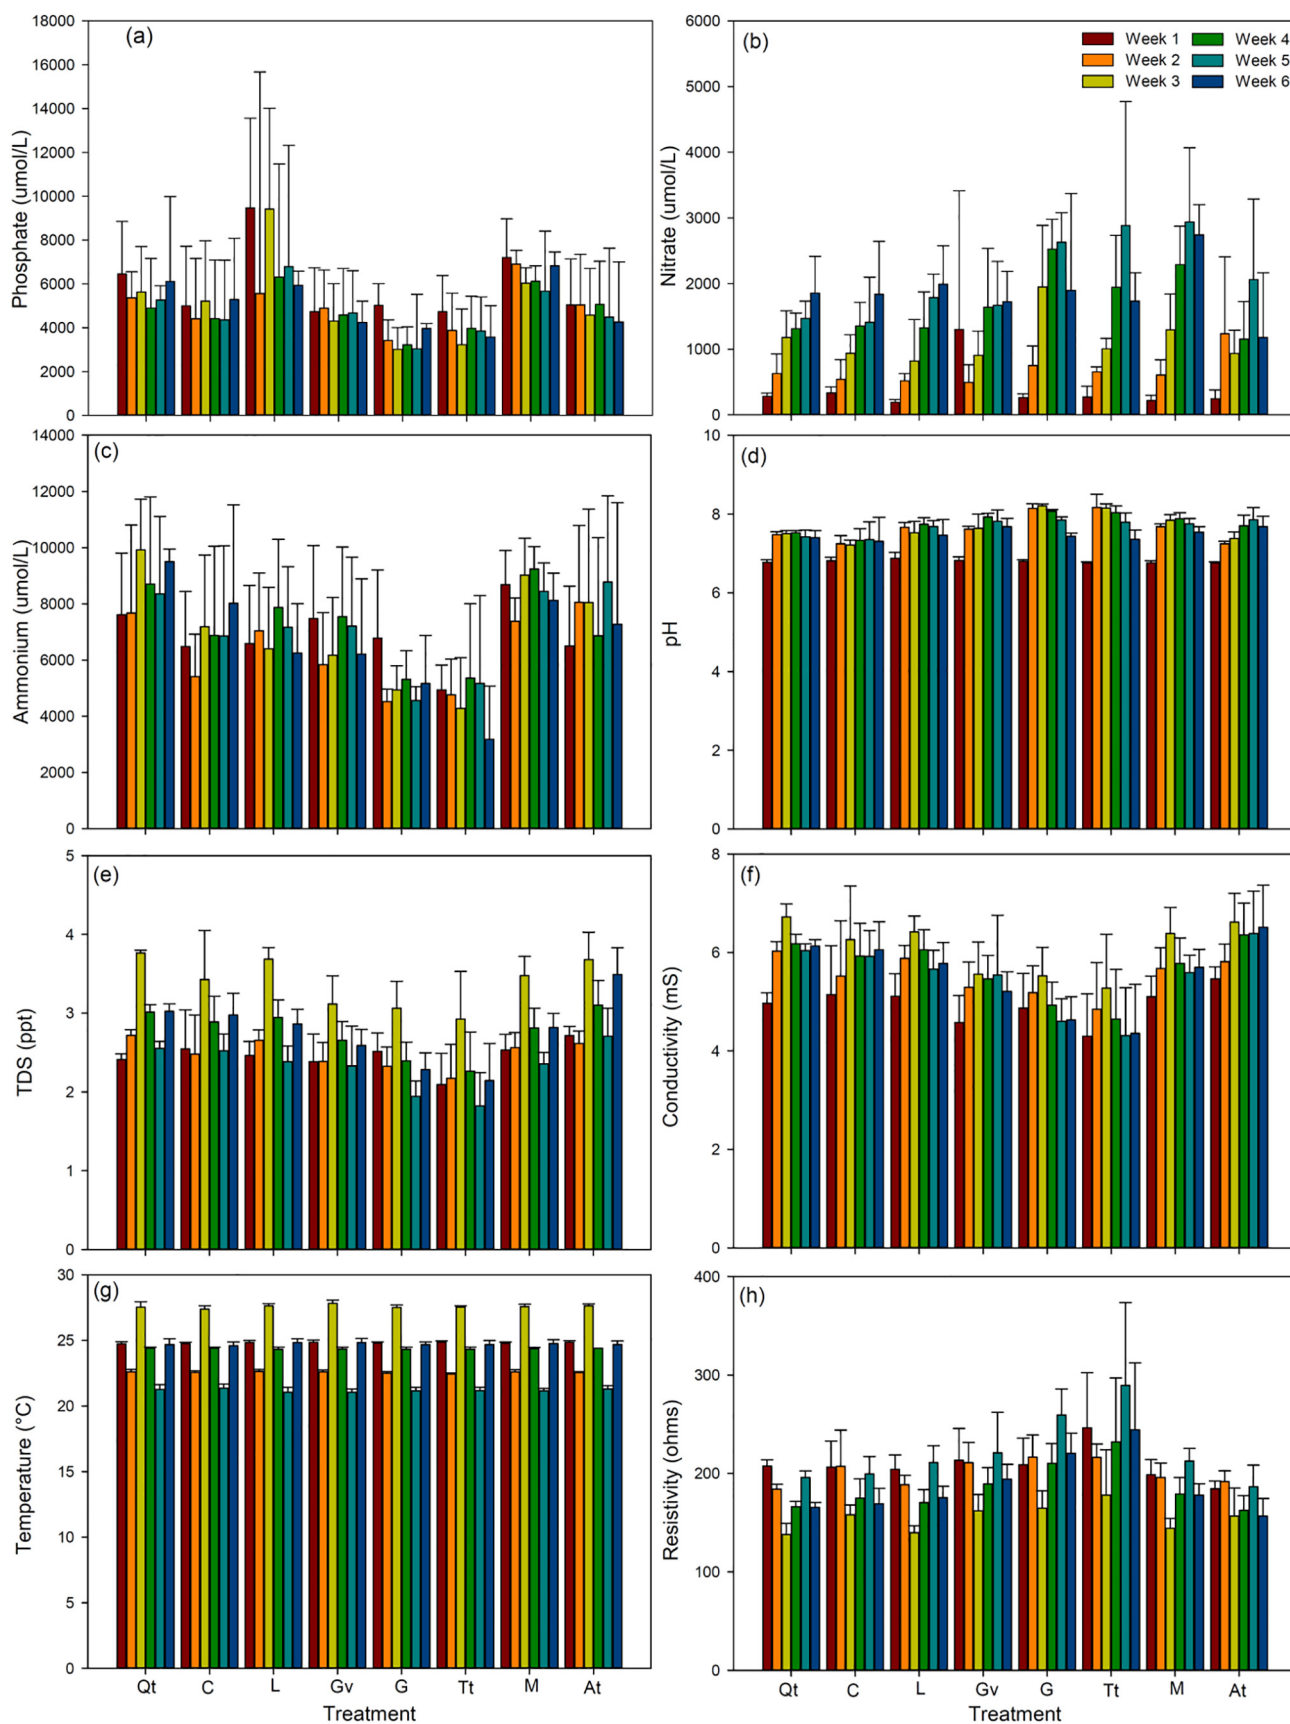 (a)
Phosphate (umol/L)
18000
16000
14000
12000
10000
8000
6000
4000
2000
0
(b)
Nitrate (umol/L)
6000
5000
4000
3000
2000
1000
0
Week 1 Week 4
Week 2 Week 5
Week 3 Week 6
(c)
Ammonium (umol/L)
14000
12000
10000
8000
6000
4000
2000
0
(d)
pH
10
8
6
4
2
0
(e)
TDS (ppt)
5
4
3
2
1
0
(f)
Conductivity (mS)
8
6
4
2
0
(g)
Temperature (°C)
30
25
20
15
10
5
0
Qt C L Gv G Tt M At
Treatment
(h)
Resistivity (ohms)
400
300
200
100
0
Qt C L Gv G Tt M At
Treatment